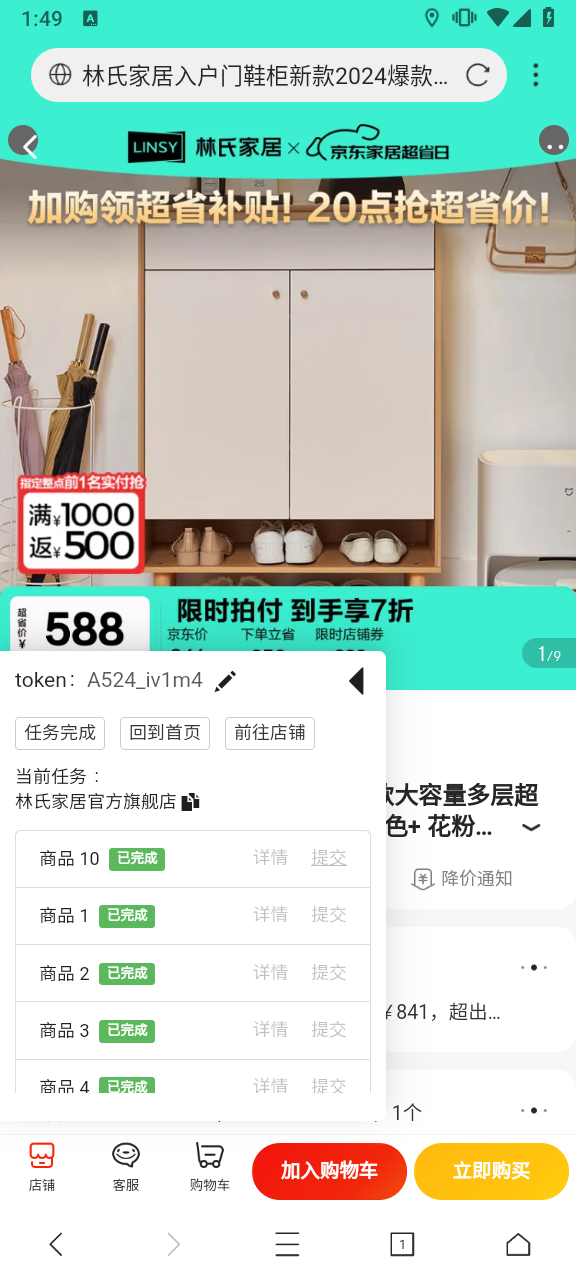 1:49
林氏家居入户门鞋柜新款2024爆款...
LINSY 林氏家居 × 京东家居超省日
加购领超省补贴！20点抢超省价！
指定整点前1名实付抢
满¥1000
返¥500
超省价¥ 588
限时拍付 到手享7折
京东价 下单立省 限时店铺券
1/9
token： A524_iv1m4
任务完成 回到首页 前往店铺
当前任务：
林氏家居官方旗舰店
商品 10 已完成 详情 提交
商品 1 已完成 详情 提交
商品 2 已完成 详情 提交
商品 3 已完成 详情 提交
商品 4 已完成 详情 提交
大容量多层超
色+ 花粉...
降价通知
¥841，超出...
1个
店铺 客服 购物车 加入购物车 立即购买
1